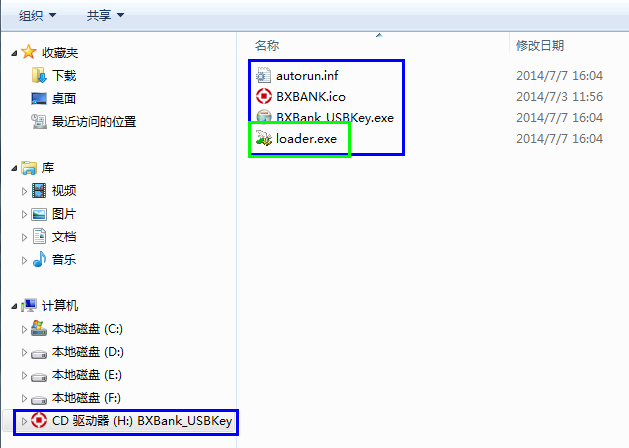 组织 共享
名称 修改日期
收藏夹
下载
桌面
最近访问的位置
库
视频
图片
文档
音乐
计算机
本地磁盘 (C:)
本地磁盘 (D:)
本地磁盘 (E:)
本地磁盘 (F:)
CD 驱动器 (H:) BXBank_USBKey
autorun.inf 2014/7/7 16:04
BXBANK.ico 2014/7/3 11:56
BXBank_USBKey.exe 2014/7/7 16:04
loader.exe 2014/7/7 16:04